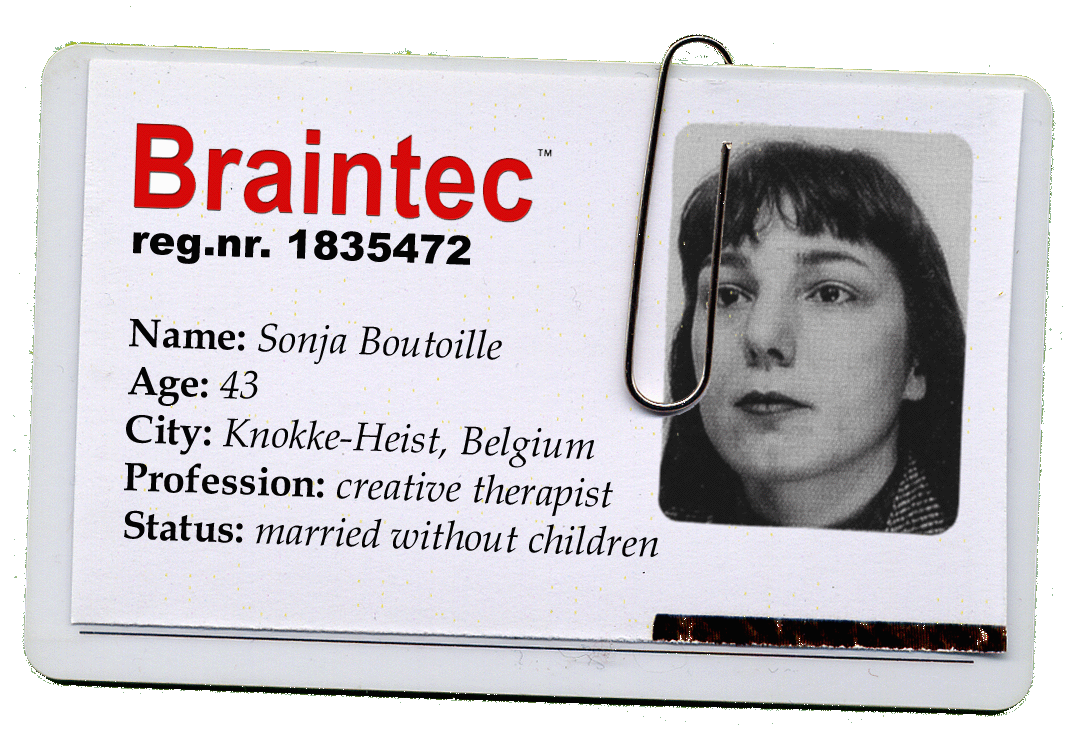 Braintec™
reg.nr. 1835472
Name: Sonja Boutoille
Age: 43
City: Knokke-Heist, Belgium
Profession: creative therapist
Status: married without children